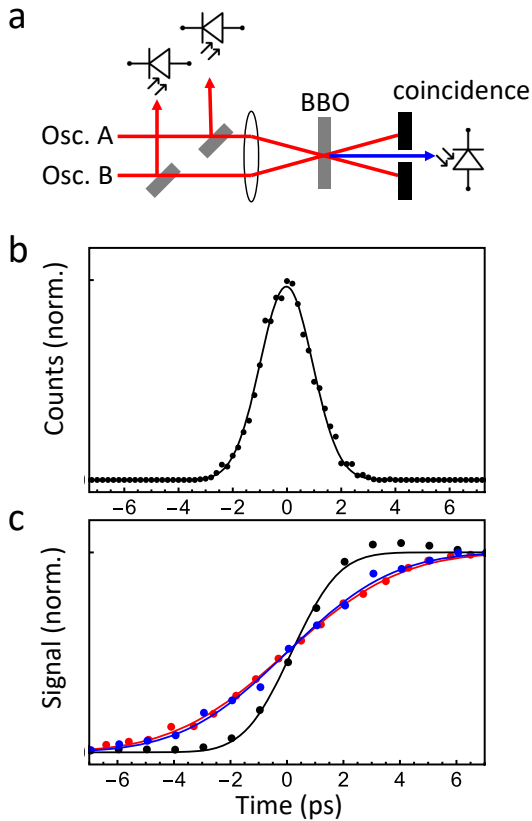 a
BBO
coincidence
Osc. A
Osc. B
b
Counts (norm.)
−6 −4 −2 0 2 4 6
c
Signal (norm.)
−6 −4 −2 0 2 4 6
Time (ps)